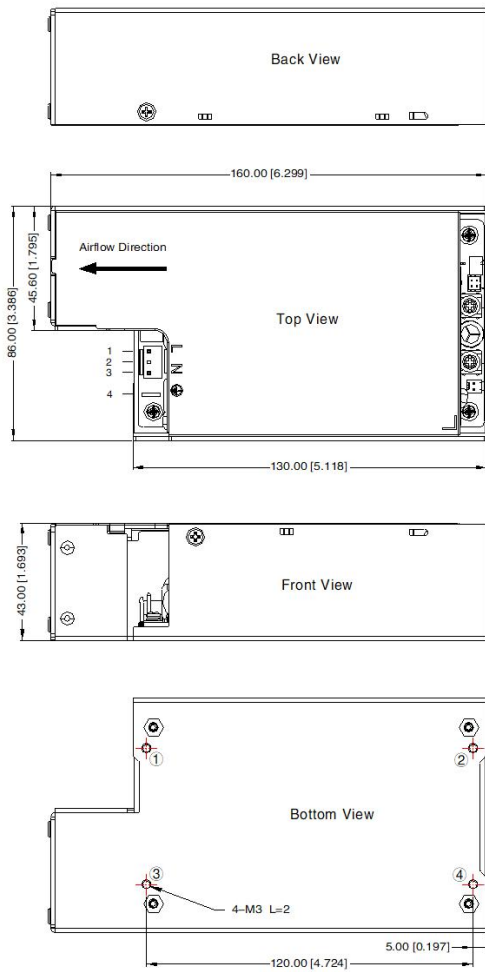 Back View
160.00 [6.299]
86.00 [3.386]
45.60 [1.795]
Airflow Direction
Top View
1
2
3
4
L
N
130.00 [5.118]
43.00 [1.693]
Front View
①
②
Bottom View
③
④
4-M3 L=2
5.00 [0.197]
120.00 [4.724]